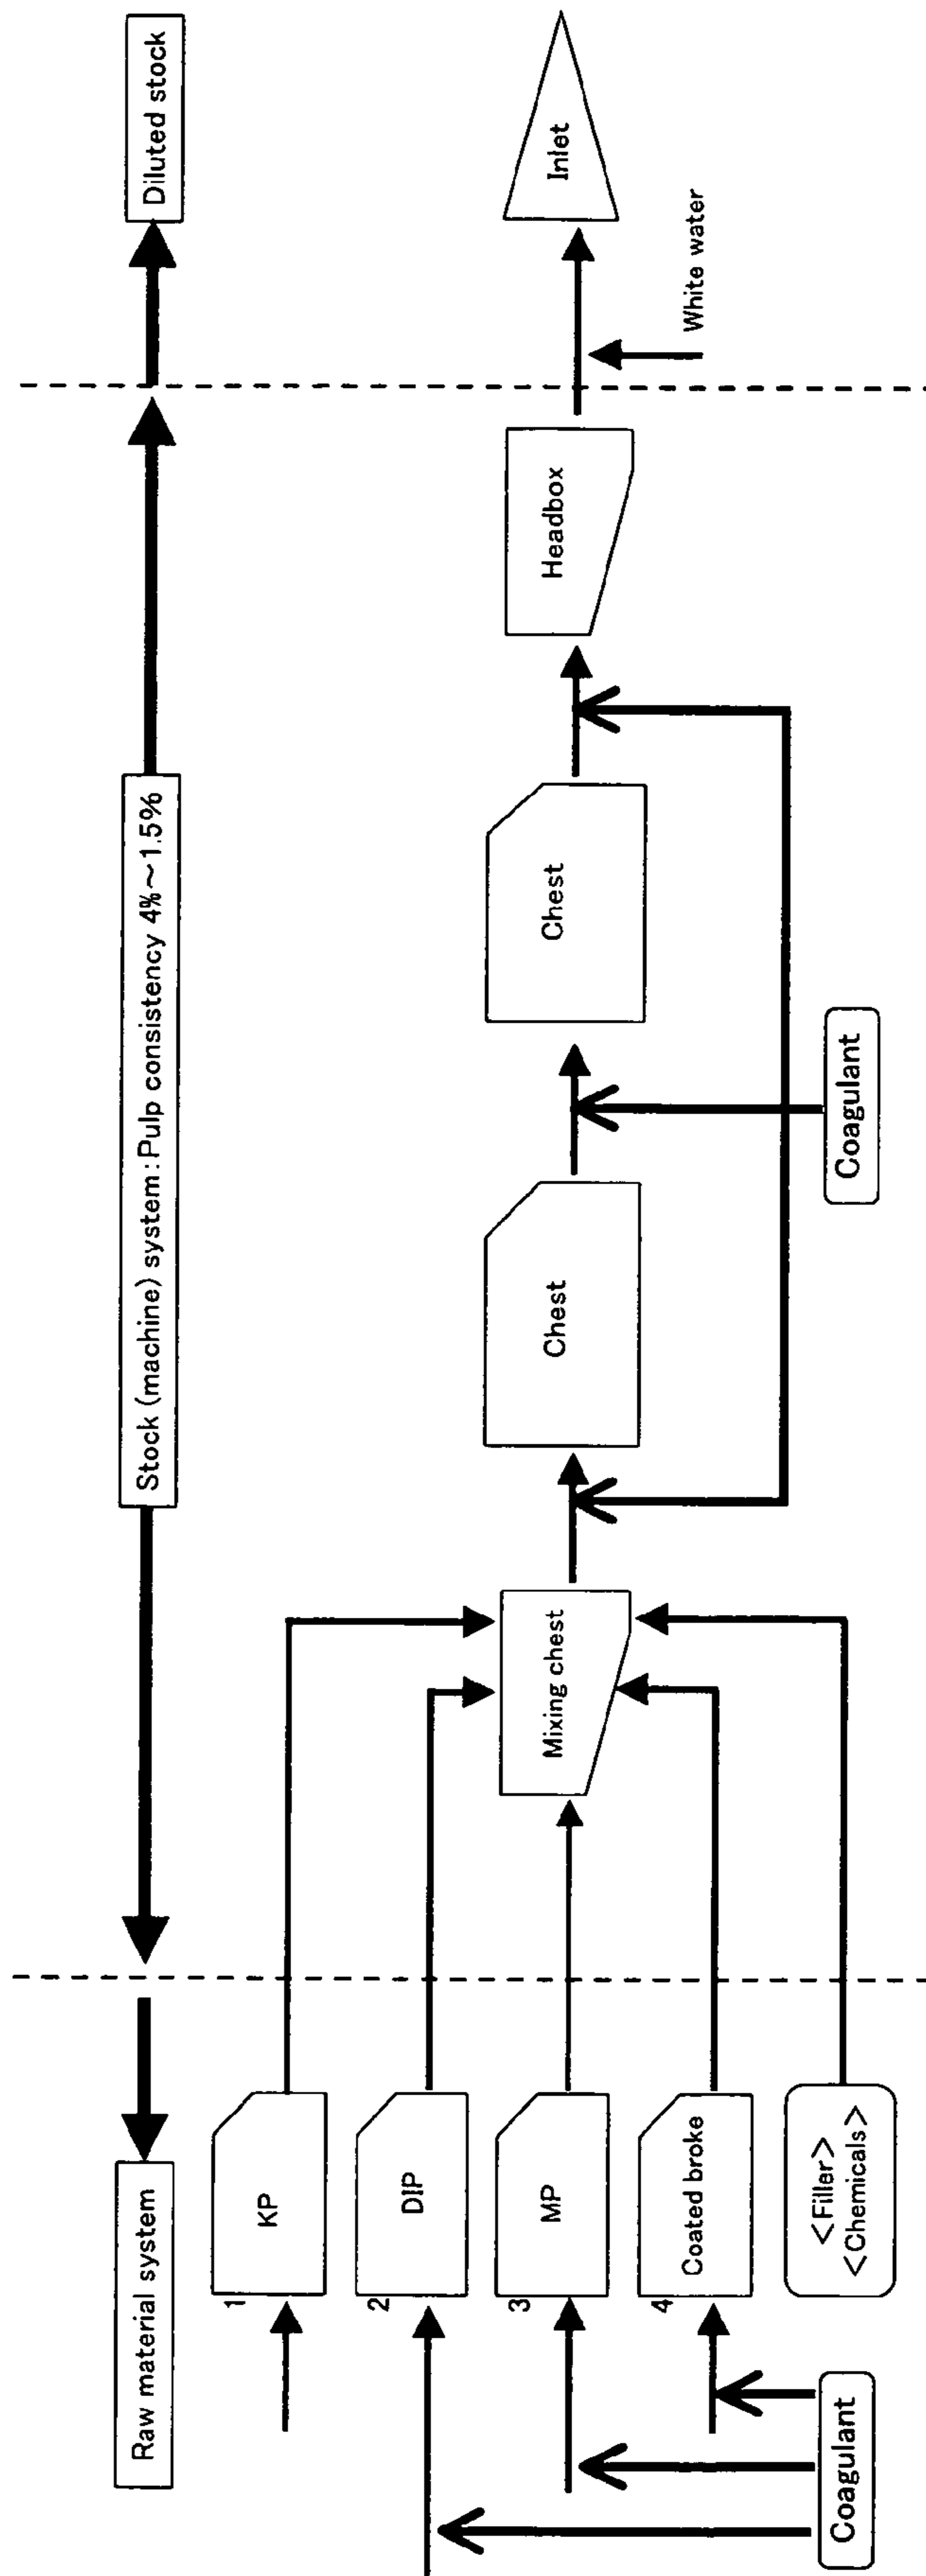 Raw material system
Stock (machine) system : Pulp consistency 4%～1.5%
Diluted stock
1
KP
2
DIP
3
MP
4
Coated broke
<Filler>
<Chemicals>
Coagulant
Mixing chest
Chest
Chest
Coagulant
Headbox
White water
Inlet